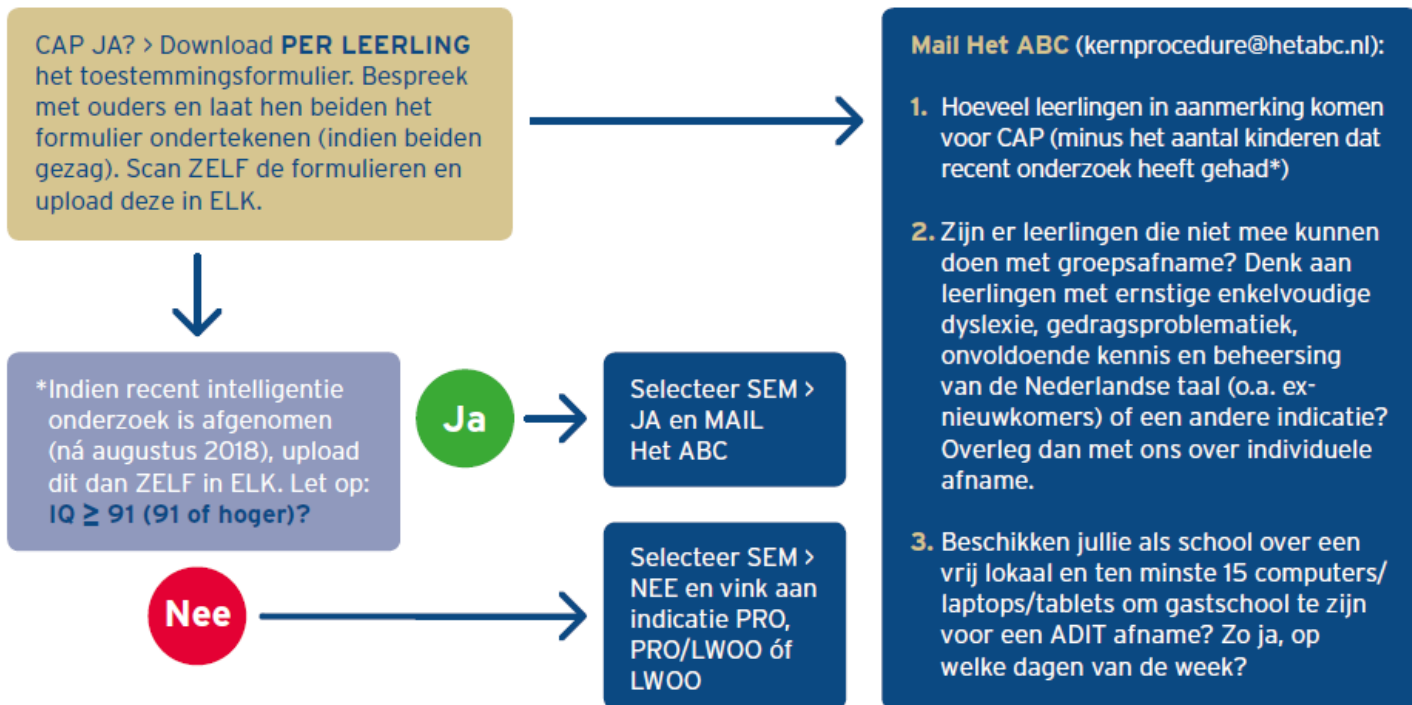 CAP JA? > Download PER LEERLING
het toestemmingsformulier. Bespreek
met ouders en laat hen beiden het
formulier ondertekenen (indien beiden
gezag). Scan ZELF de formulieren en
upload deze in ELK.
*Indien recent intelligentie
onderzoek is afgenomen
(ná augustus 2018), upload
dit dan ZELF in ELK. Let op:
IQ ≥ 91 (91 of hoger)?
Ja
Selecteer SEM >
JA en MAIL
Het ABC
Nee
Selecteer SEM >
NEE en vink aan
indicatie PRO,
PRO/LWOO óf
LWOO
Mail Het ABC (kernprocedure@hetabc.nl):
1. Hoeveel leerlingen in aanmerking komen
voor CAP (minus het aantal kinderen dat
recent onderzoek heeft gehad*)
2. Zijn er leerlingen die niet mee kunnen
doen met groepsafname? Denk aan
leerlingen met ernstige enkelvoudige
dyslexie, gedragsproblematiek,
onvoldoende kennis en beheersing
van de Nederlandse taal (o.a. ex-
nieuwkomers) of een andere indicatie?
Overleg dan met ons over individuele
afname.
3. Beschikken jullie als school over een
vrij lokaal en ten minste 15 computers/
laptops/tablets om gastschool te zijn
voor een ADIT afname? Zo ja, op
welke dagen van de week?